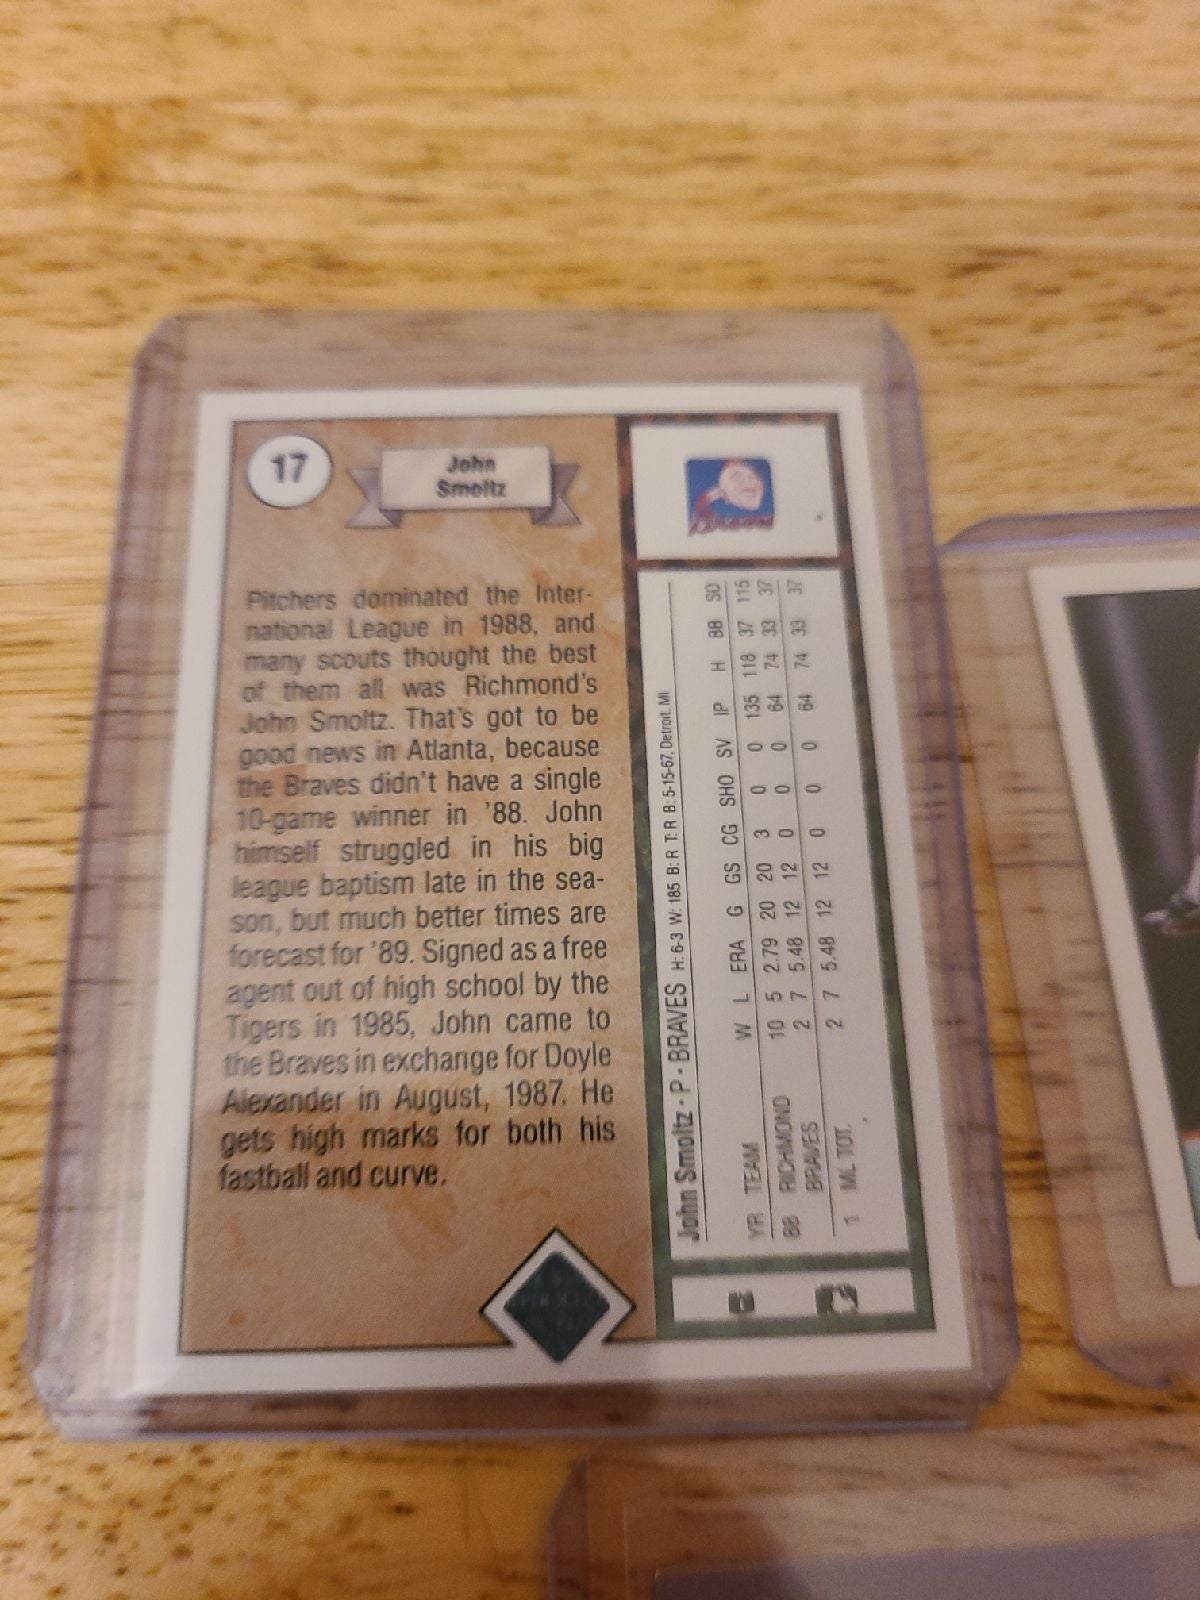 17
John
Smoltz
Pitchers dominated the Inter-
national League in 1988, and
many scouts thought the best
of them all was Richmond's
John Smoltz. That's got to be
good news in Atlanta, because
the Braves didn't have a single
10-game winner in '88. John
himself struggled in his big
league baptism late in the sea-
son, but much better times are
forecast for '89. Signed as a free
agent out of high school by the
Tigers in 1985, John came to
the Braves in exchange for Doyle
Alexander in August, 1987. He
gets high marks for both his
fastball and curve.
Braves
John Smoltz • P • BRAVES H: 6-3 W: 185 B: R T: R B: 5-15-67, Detroit, MI
YR TEAM W L ERA G GS CG SHO SV IP H BB SO
88 RICHMOND 10 5 2.79 20 20 3 0 0 135 118 37 115
BRAVES 2 7 5.48 12 12 0 0 0 64 74 33 37
1 ML TOT. 2 7 5.48 12 12 0 0 0 64 74 33 37